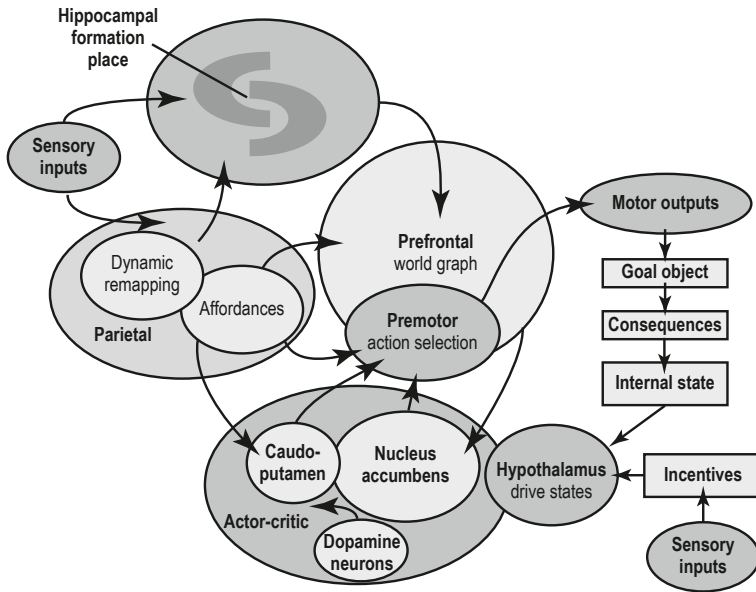 Hippocampal
formation
place
Sensory
inputs
Dynamic
remapping
Affordances
Parietal
Prefrontal
world graph
Premotor
action selection
Motor outputs
Goal object
Consequences
Internal state
Caudo-
putamen
Nucleus
accumbens
Actor-critic
Dopamine
neurons
Hypothalamus
drive states
Incentives
Sensory
inputs